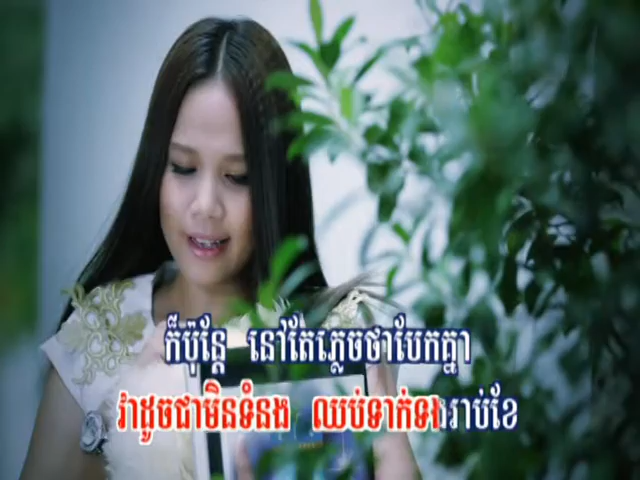 ក៏ប៉ុន្តែ នៅតែភ្លេចថាបែកគ្នា
វាដូចជាមិនទំនង ឈប់ទាក់ទងរាប់ខែ